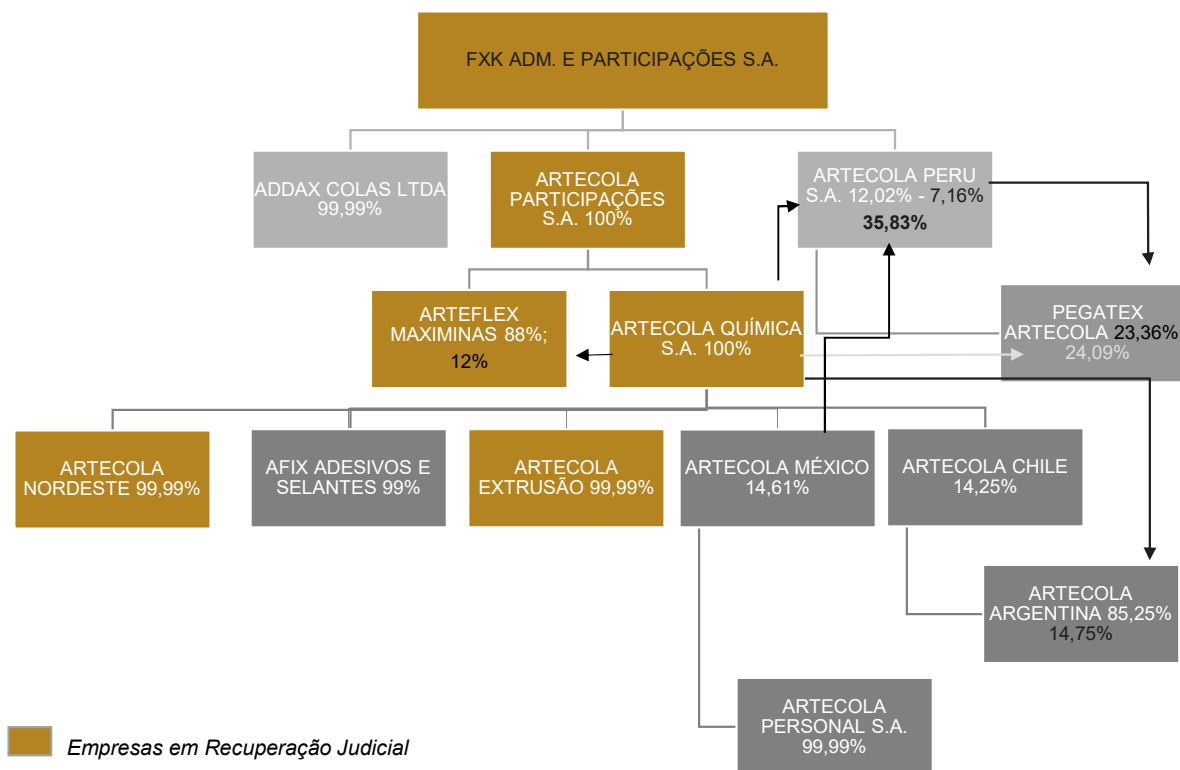 FXK ADM. E PARTICIPAÇÕES S.A.
ADDAX COLAS LTDA
99,99%
ARTECOLA
PARTICIPAÇÕES
S.A. 100%
ARTECOLA PERU
S.A. 12,02% - 7,16%
35,83%
ARTEFLEX
MAXIMINAS 88%;
12%
ARTECOLA QUÍMICA
S.A. 100%
PEGATEX
ARTECOLA 23,36%
24,09%
ARTECOLA
NORDESTE 99,99%
AFIX ADESIVOS E
SELANTES 99%
ARTECOLA
EXTRUSÃO 99,99%
ARTECOLA MÉXICO
14,61%
ARTECOLA CHILE
14,25%
ARTECOLA
ARGENTINA 85,25%
14,75%
ARTECOLA
PERSONAL S.A.
99,99%
Empresas em Recuperação Judicial